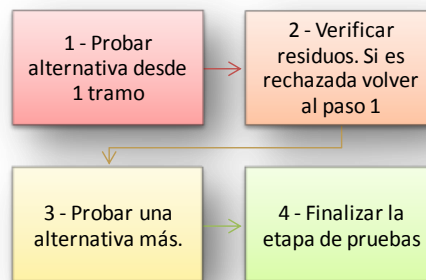 1 - Probar
alternativa desde
1 tramo
2 - Verificar
residuos. Si es
rechazada volver
al paso 1
3 - Probar una
alternativa más.
4 - Finalizar la
etapa de pruebas